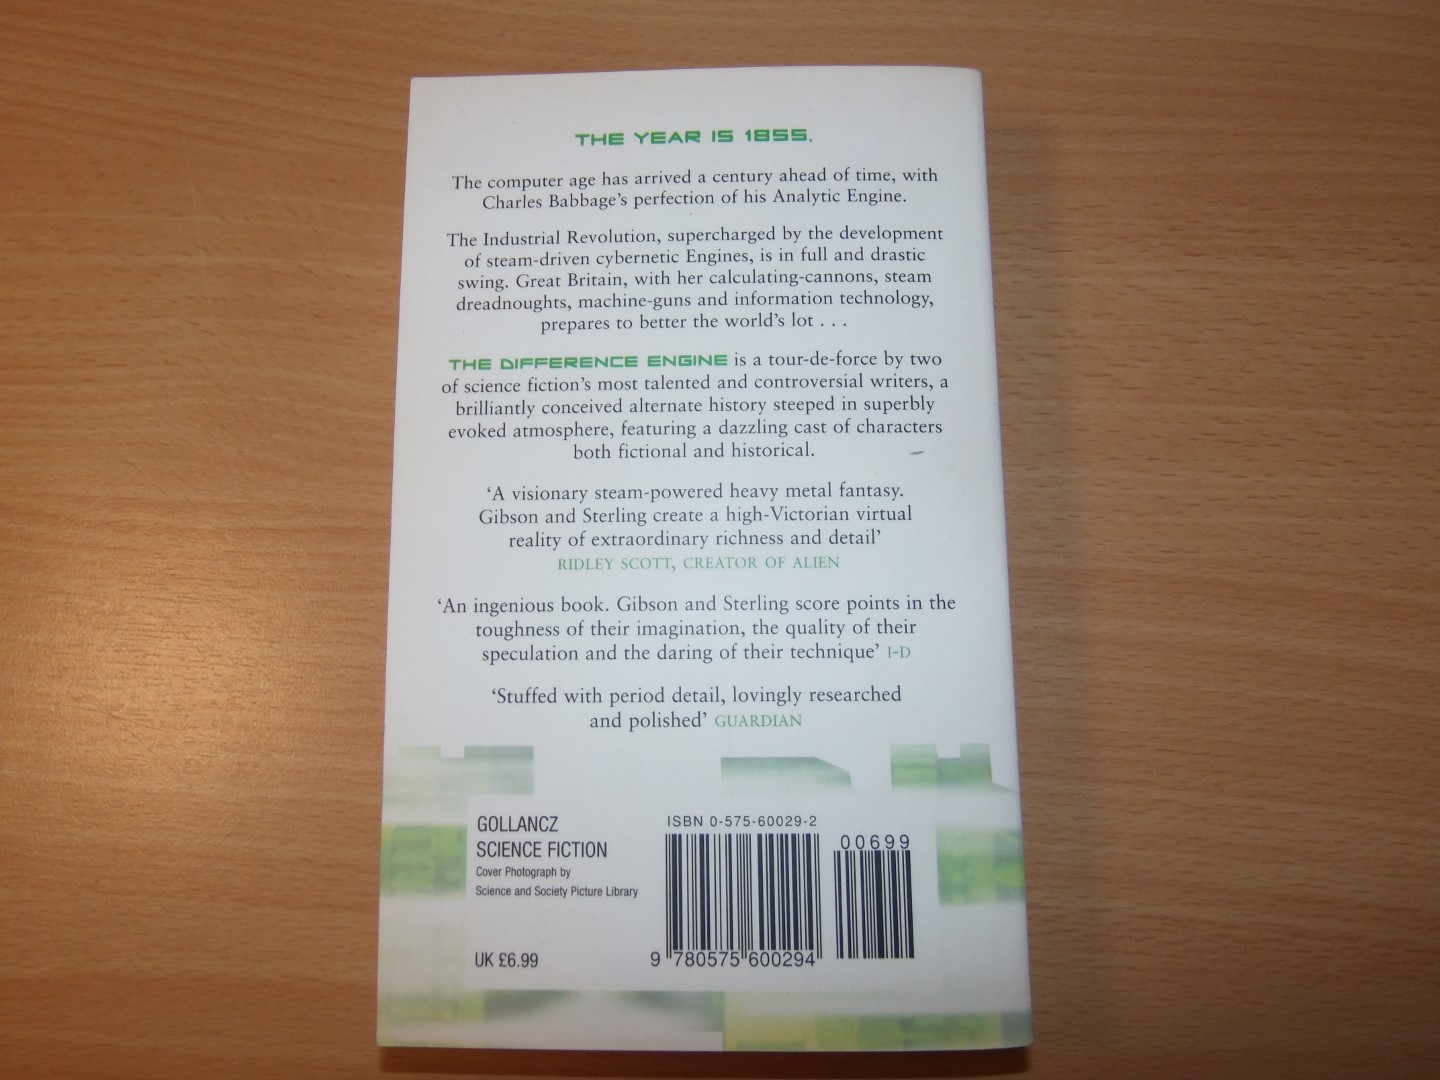 THE YEAR IS 1855.
The computer age has arrived a century ahead of time, with
Charles Babbage's perfection of his Analytic Engine.
The Industrial Revolution, supercharged by the development
of steam-driven cybernetic Engines, is in full and drastic
swing. Great Britain, with her calculating-cannons, steam
dreadnoughts, machine-guns and information technology,
prepares to better the world's lot . . .
THE DIFFERENCE ENGINE is a tour-de-force by two
of science fiction's most talented and controversial writers, a
brilliantly conceived alternate history steeped in superbly
evoked atmosphere, featuring a dazzling cast of characters
both fictional and historical.
'A visionary steam-powered heavy metal fantasy.
Gibson and Sterling create a high-Victorian virtual
reality of extraordinary richness and detail'
RIDLEY SCOTT, CREATOR OF ALIEN
'An ingenious book. Gibson and Sterling score points in the
toughness of their imagination, the quality of their
speculation and the daring of their technique' I-D
'Stuffed with period detail, lovingly researched
and polished' GUARDIAN
GOLLANCZ
SCIENCE FICTION
Cover Photograph by
Science and Society Picture Library
UK £6.99
ISBN 0-575-60029-2
00699
9 780575 600294